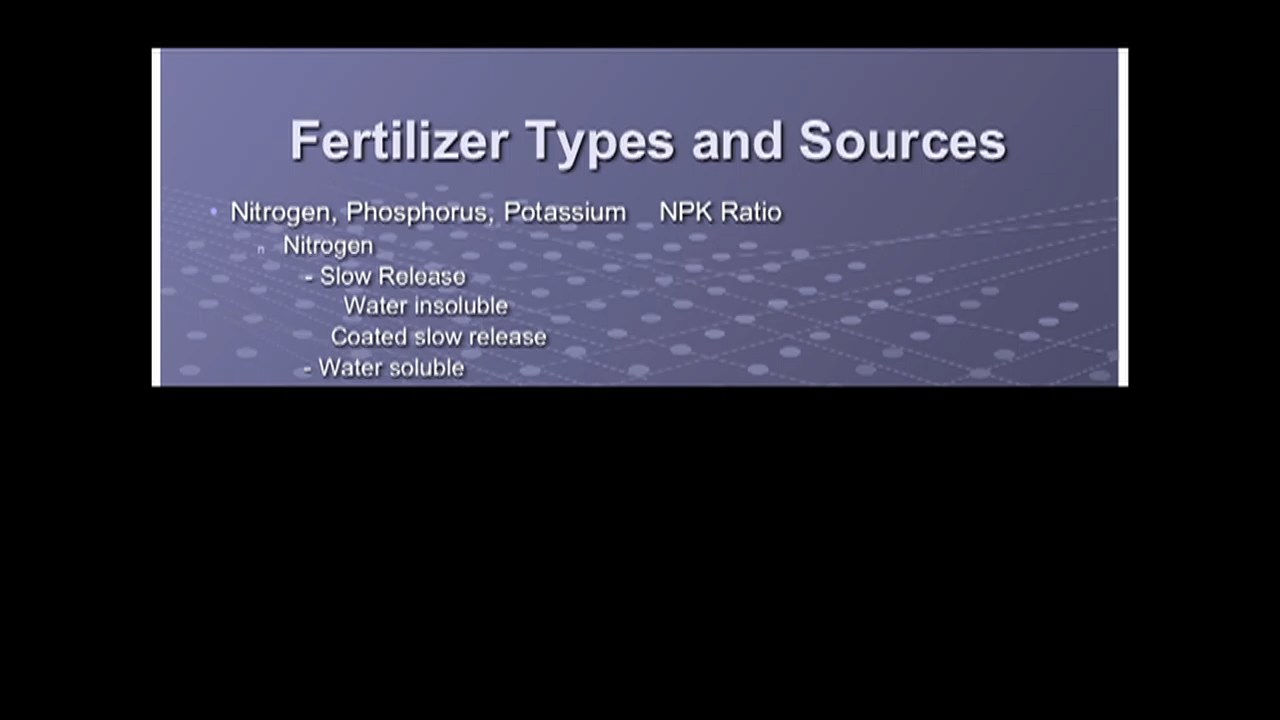 Fertilizer Types and Sources
• Nitrogen, Phosphorus, Potassium NPK Ratio
▫ Nitrogen
- Slow Release
Water insoluble
Coated slow release
- Water soluble